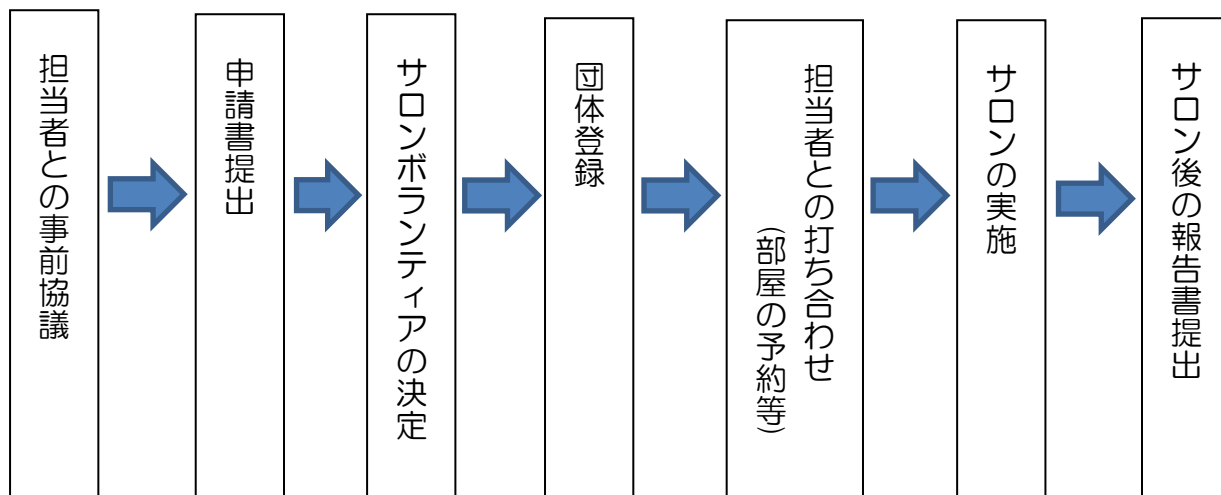 担当者との事前協議
申請書提出
サロンボランティアの決定
団体登録
担当者との打ち合わせ
(部屋の予約等)
サロンの実施
サロン後の報告書提出